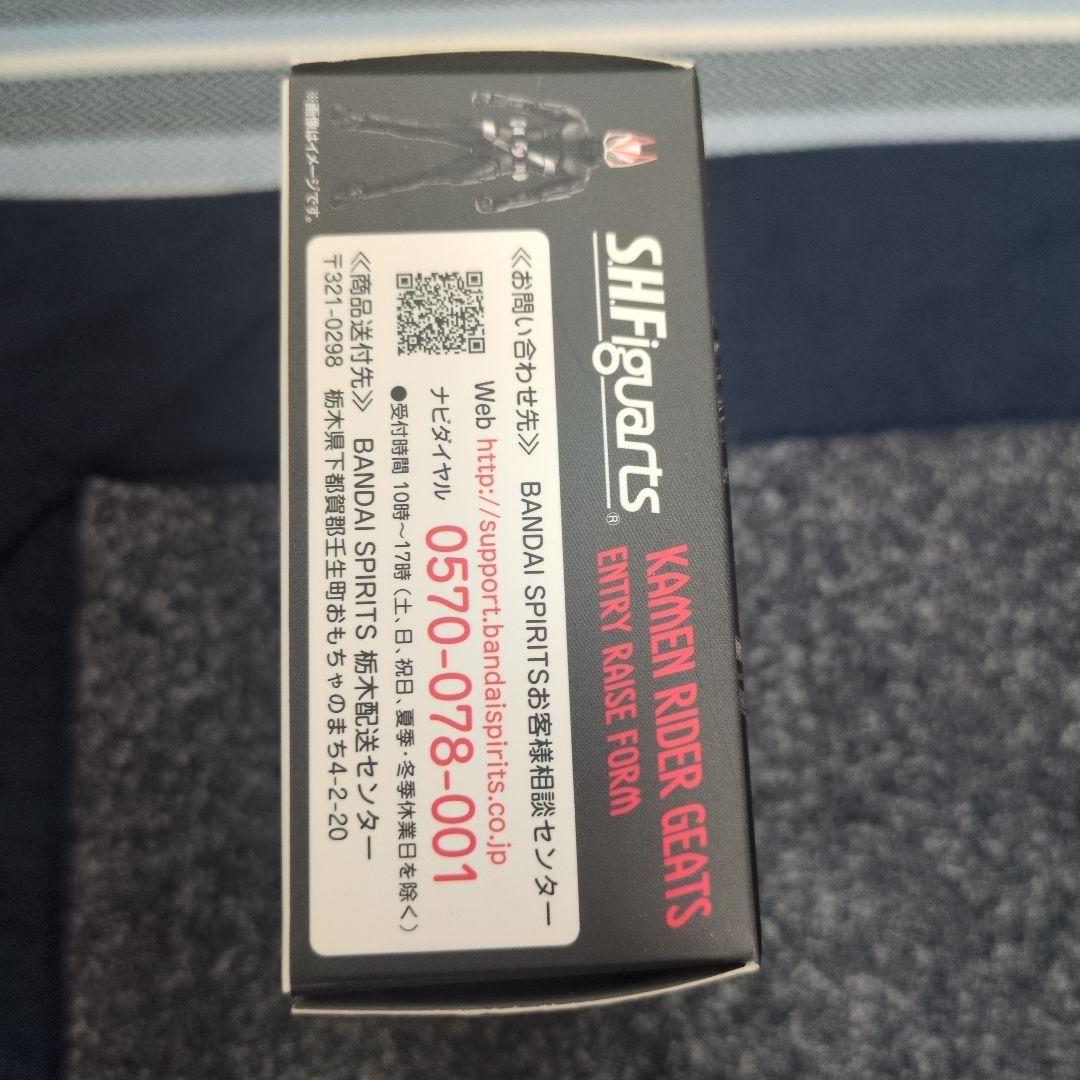 S.H.Figuarts®
KAMEN RIDER GEATS
ENTRY RAISE FORM
《お問い合わせ先》 BANDAI SPIRITSお客様相談センター
Web http://support.bandaispirits.co.jp
ナビダイヤル 0570-078-001
●受付時間 10時〜17時(土、日、祝日、夏季・冬季休業日を除く)
《商品送付先》 BANDAI SPIRITS 栃木配送センター
〒321-0298 栃木県下都賀郡壬生町おもちゃのまち4-2-20
※画像はイメージです。